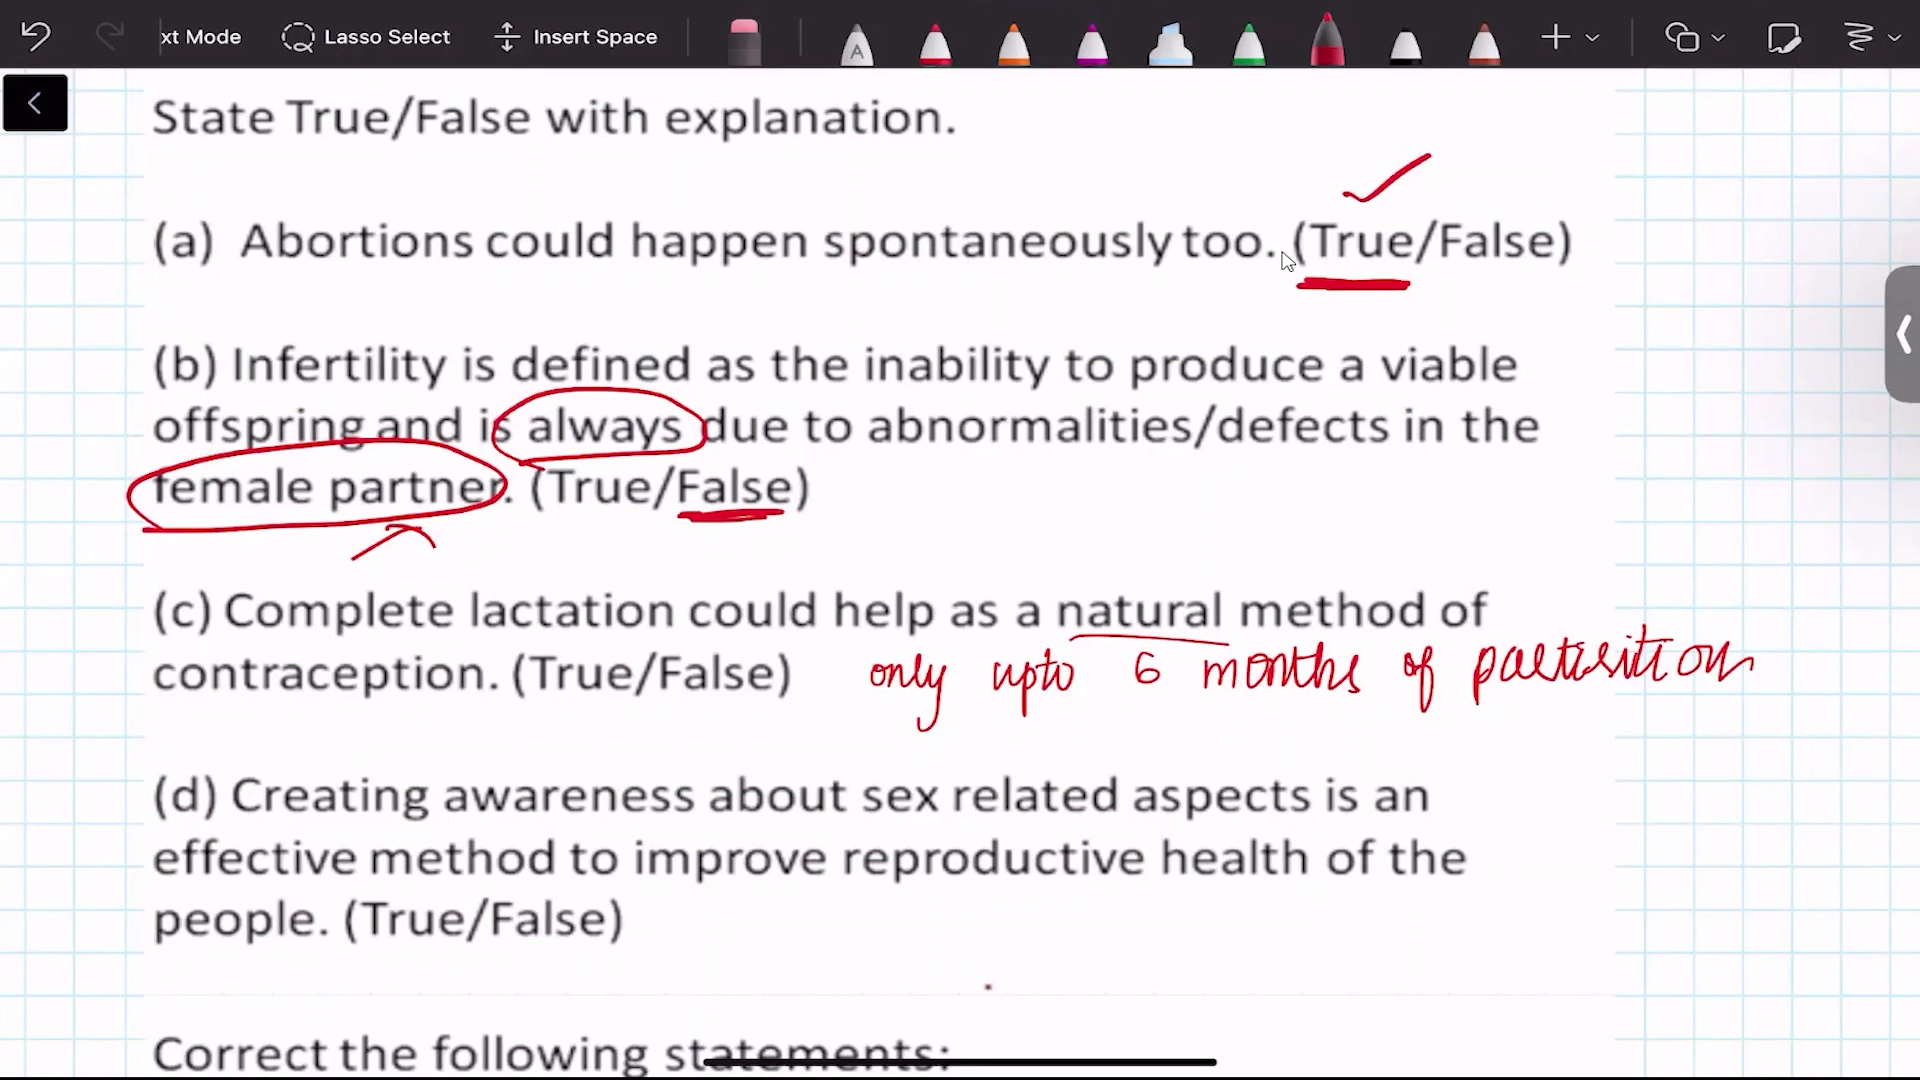 xt Mode Lasso Select Insert Space
State True/False with explanation.
(a) Abortions could happen spontaneously too. (True/False)
(b) Infertility is defined as the inability to produce a viable
offspring and is always due to abnormalities/defects in the
female partner. (True/False)
(c) Complete lactation could help as a natural method of
contraception. (True/False) only upto 6 months of partirition
(d) Creating awareness about sex related aspects is an
effective method to improve reproductive health of the
people. (True/False)
Correct the following statements: